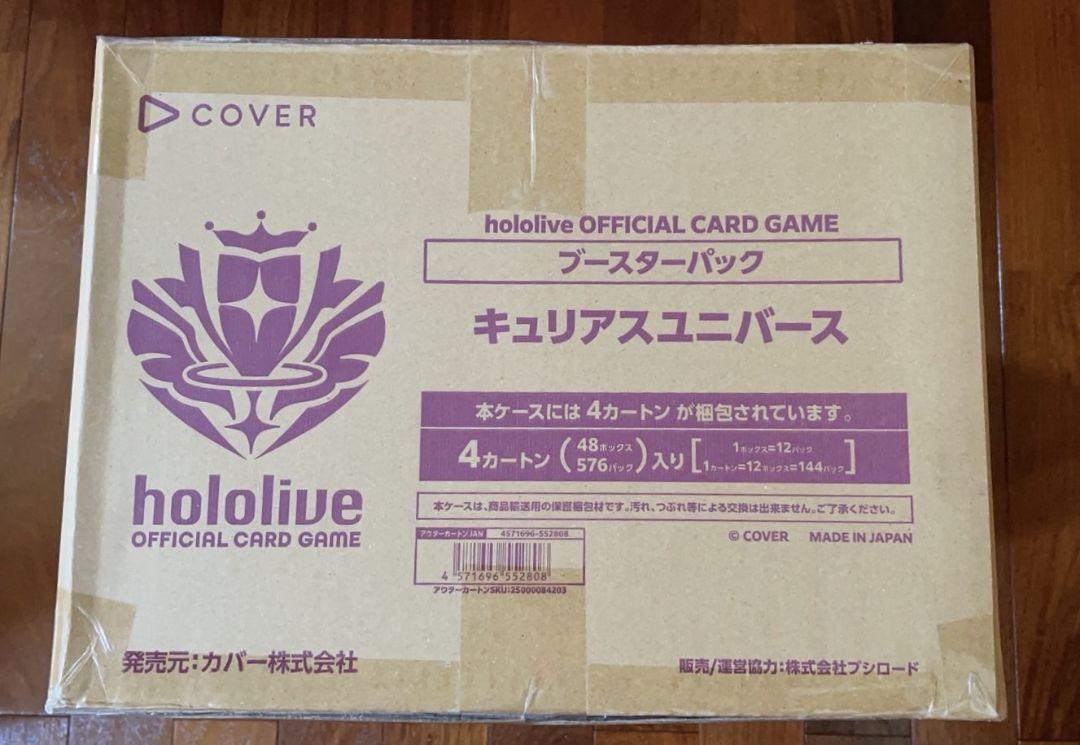 COVER
hololive OFFICIAL CARD GAME
ブースターパック
キュリアスユニバース
本ケースには 4カートン が梱包されています。
4カートン(48ボックス 576パック)入り[1ボックス=12パック 1カートン=12ボックス=144パック]
本ケースは、商品輸送用の保護梱包材です。汚れ、つぶれ等による交換は出来ません。ご了承ください。
hololive
OFFICIAL CARD GAME
アウターカートンJAN 4571696-552808
4 571696 552808
アウターカートンSKU:25000084203
© COVER MADE IN JAPAN
発売元:カバー株式会社
販売/運営協力:株式会社ブシロード